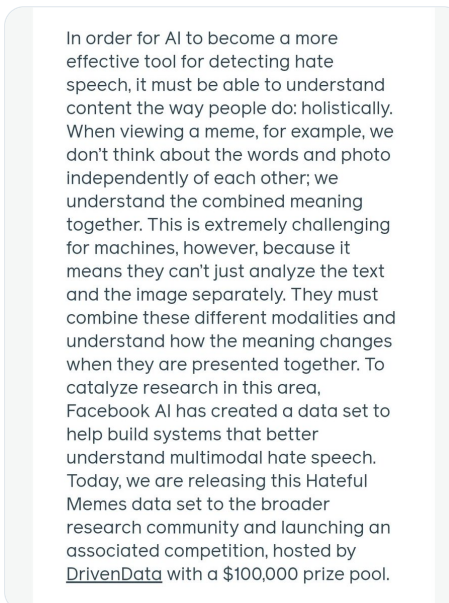 In order for AI to become a more
effective tool for detecting hate
speech, it must be able to understand
content the way people do: holistically.
When viewing a meme, for example, we
don't think about the words and photo
independently of each other; we
understand the combined meaning
together. This is extremely challenging
for machines, however, because it
means they can't just analyze the text
and the image separately. They must
combine these different modalities and
understand how the meaning changes
when they are presented together. To
catalyze research in this area,
Facebook AI has created a data set to
help build systems that better
understand multimodal hate speech.
Today, we are releasing this Hateful
Memes data set to the broader
research community and launching an
associated competition, hosted by
DrivenData with a $100,000 prize pool.